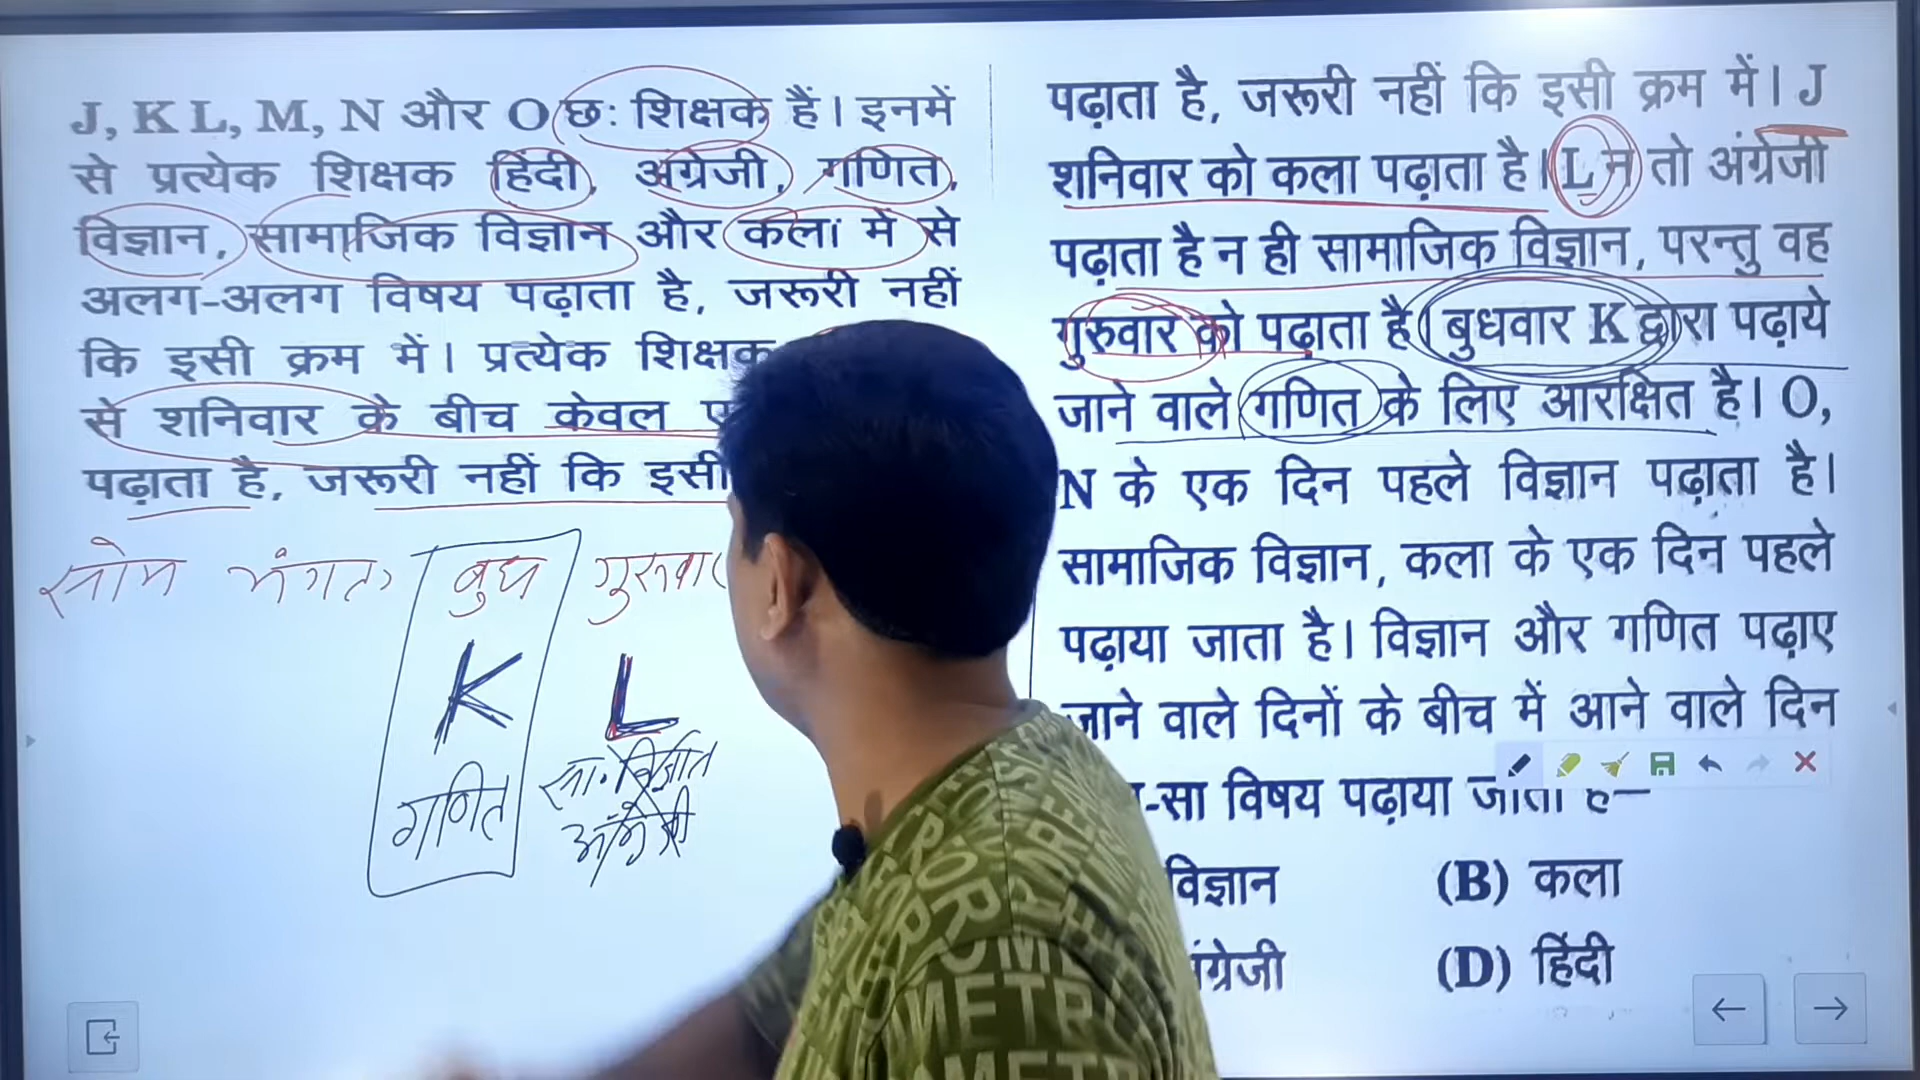 J, K L, M, N और O छः शिक्षक हैं। इनमें
से प्रत्येक शिक्षक हिंदी, अंग्रेजी, गणित,
विज्ञान, सामाजिक विज्ञान और कला में से
अलग-अलग विषय पढ़ाता है, जरूरी नहीं
कि इसी क्रम में। प्रत्येक शिक्षक
से शनिवार के बीच केवल
पढ़ाता है, जरूरी नहीं कि इसी
सोम मंगल बुध गुरुवार
K L
गणित सा. विज्ञान
अंग्रेजी
पढ़ाता है, जरूरी नहीं कि इसी क्रम में। J
शनिवार को कला पढ़ाता है। L न तो अंग्रेजी
पढ़ाता है न ही सामाजिक विज्ञान, परन्तु वह
गुरुवार को पढ़ाता है। बुधवार K द्वारा पढ़ाये
जाने वाले गणित के लिए आरक्षित है। O,
N के एक दिन पहले विज्ञान पढ़ाता है।
सामाजिक विज्ञान, कला के एक दिन पहले
पढ़ाया जाता है। विज्ञान और गणित पढ़ाए
जाने वाले दिनों के बीच में आने वाले दिन
-सा विषय पढ़ाया जाता है—
विज्ञान (B) कला
(D) हिंदी